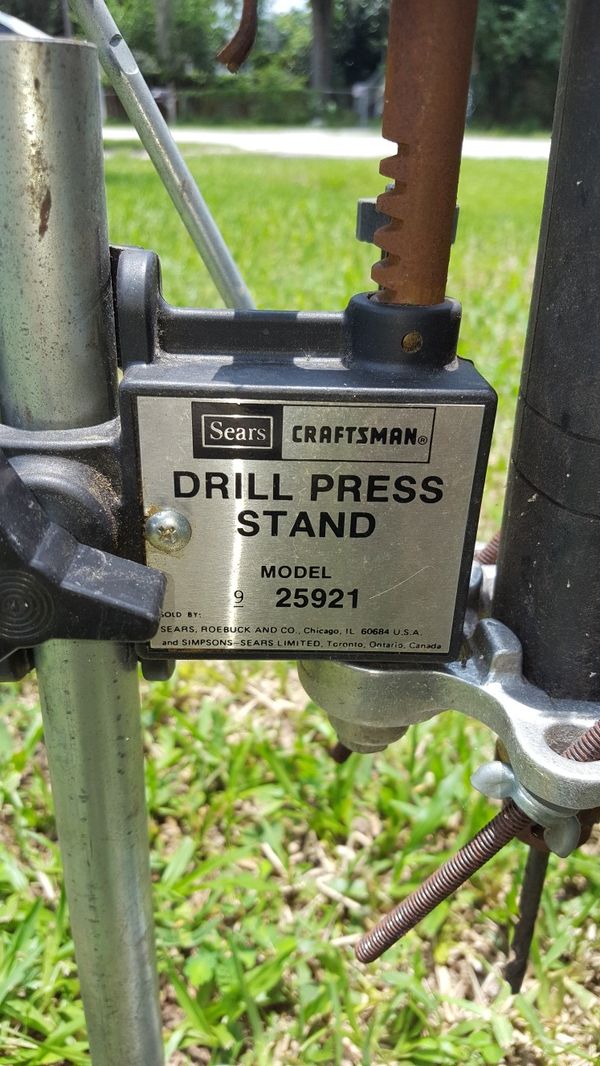 Sears CRAFTSMAN®
DRILL PRESS
STAND
MODEL
9 25921
SOLD BY:
SEARS, ROEBUCK AND CO., Chicago, IL 60684 U.S.A.
and SIMPSONS-SEARS LIMITED, Toronto, Ontario, Canada